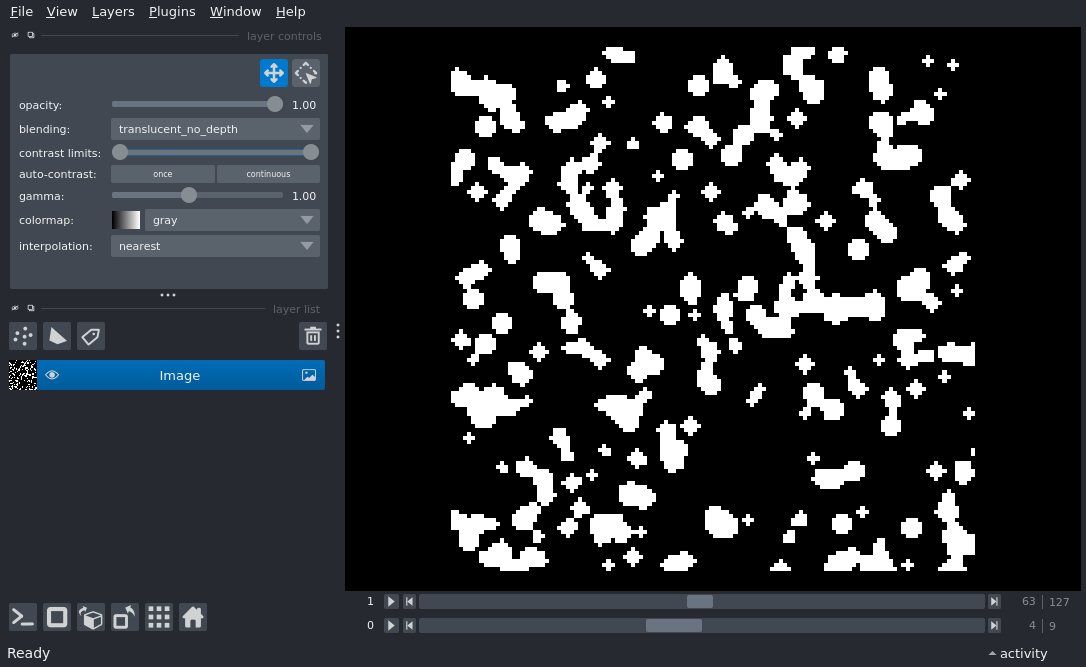 File View Layers Plugins Window Help
layer controls
opacity: 1.00
blending: translucent_no_depth
contrast limits:
auto-contrast: once continuous
gamma: 1.00
colormap: gray
interpolation: nearest
layer list
Image
1 63 127
0 4 9
Ready activity